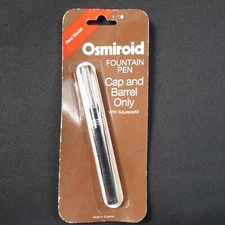 New Model
Osmiroid
FOUNTAIN
PEN
Cap and
Barrel
Only
With Squeezefill
Made in England